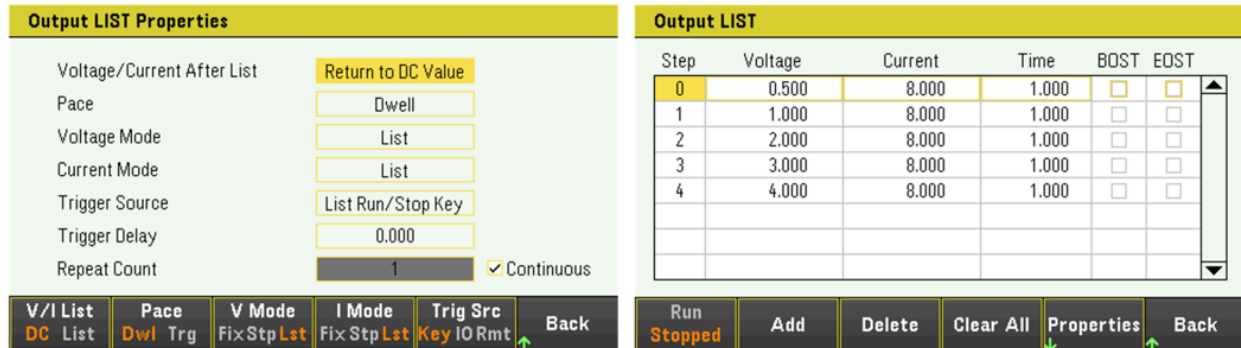 Output LIST Properties
Voltage/Current After List Return to DC Value
Pace Dwell
Voltage Mode List
Current Mode List
Trigger Source List Run/Stop Key
Trigger Delay 0.000
Repeat Count 1 Continuous
V/I List Pace V Mode I Mode Trig Src Back
DC List Dwl Trg Fix Stp Lst Fix Stp Lst Key IO Rmt
Output LIST
Step Voltage Current Time BOST EOST
0 0.500 8.000 1.000
1 1.000 8.000 1.000
2 2.000 8.000 1.000
3 3.000 8.000 1.000
4 4.000 8.000 1.000
Run Add Delete Clear All Properties Back
Stopped